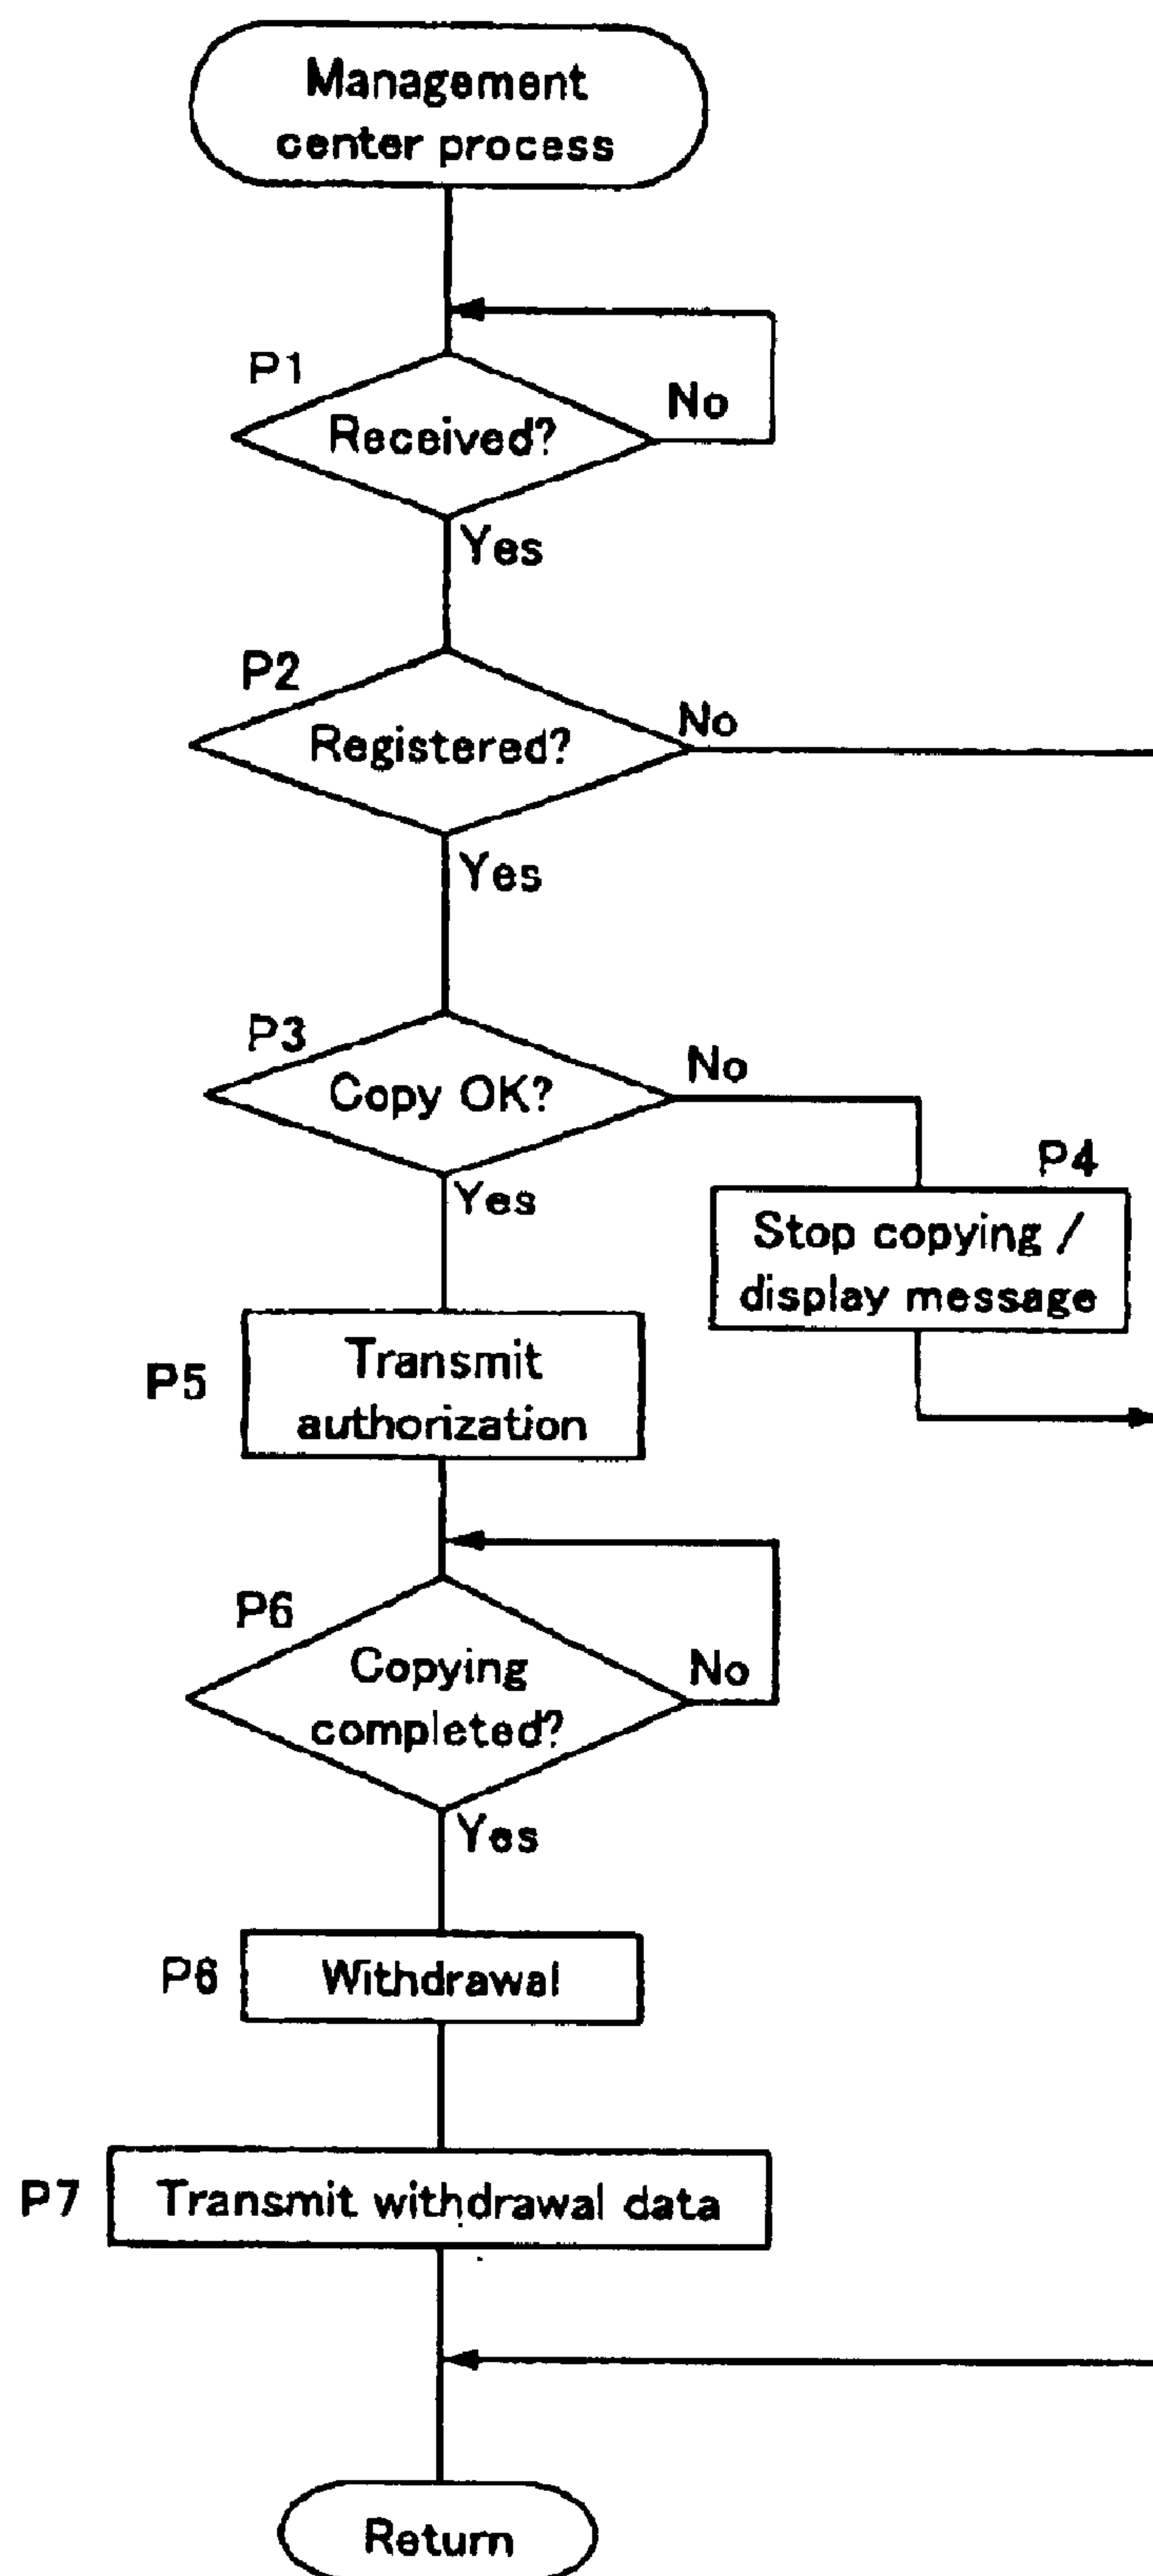 Management
center process
P1
Received?
No
Yes
P2
Registered?
No
Yes
P3
Copy OK?
No
Yes
P4
Stop copying /
display message
P5
Transmit
authorization
P6
Copying
completed?
No
Yes
P6
Withdrawal
P7
Transmit withdrawal data
Return